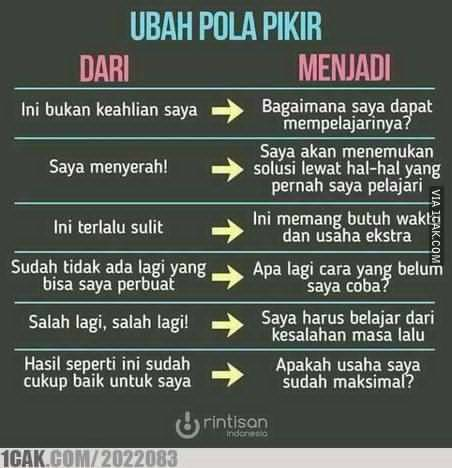 UBAH POLA PIKIR
DARI
MENJADI
Ini bukan keahlian saya
Bagaimana saya dapat
mempelajarinya?
Saya menyerah!
Saya akan menemukan
solusi lewat hal-hal yang
pernah saya pelajari
Ini terlalu sulit
Ini memang butuh waktu
dan usaha ekstra
Sudah tidak ada lagi yang
bisa saya perbuat
Apa lagi cara yang belum
saya coba?
Salah lagi, salah lagi!
Saya harus belajar dari
kesalahan masa lalu
Hasil seperti ini sudah
cukup baik untuk saya
Apakah usaha saya
sudah maksimal?
rintisan
indonesia
VIA 1CAK.COM
1CAK.COM/2022083